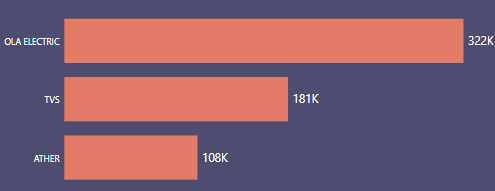 OLA ELECTRIC 322K
TVS 181K
ATHER 108K